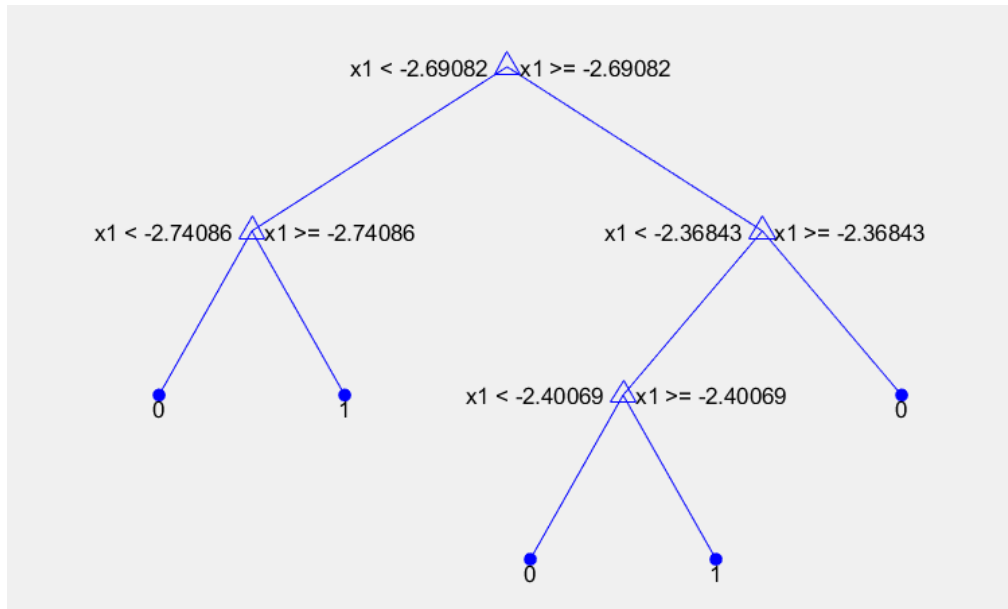 x1 < -2.69082 x1 >= -2.69082
x1 < -2.74086 x1 >= -2.74086
x1 < -2.36843 x1 >= -2.36843
0
1
x1 < -2.40069 x1 >= -2.40069
0
0
1